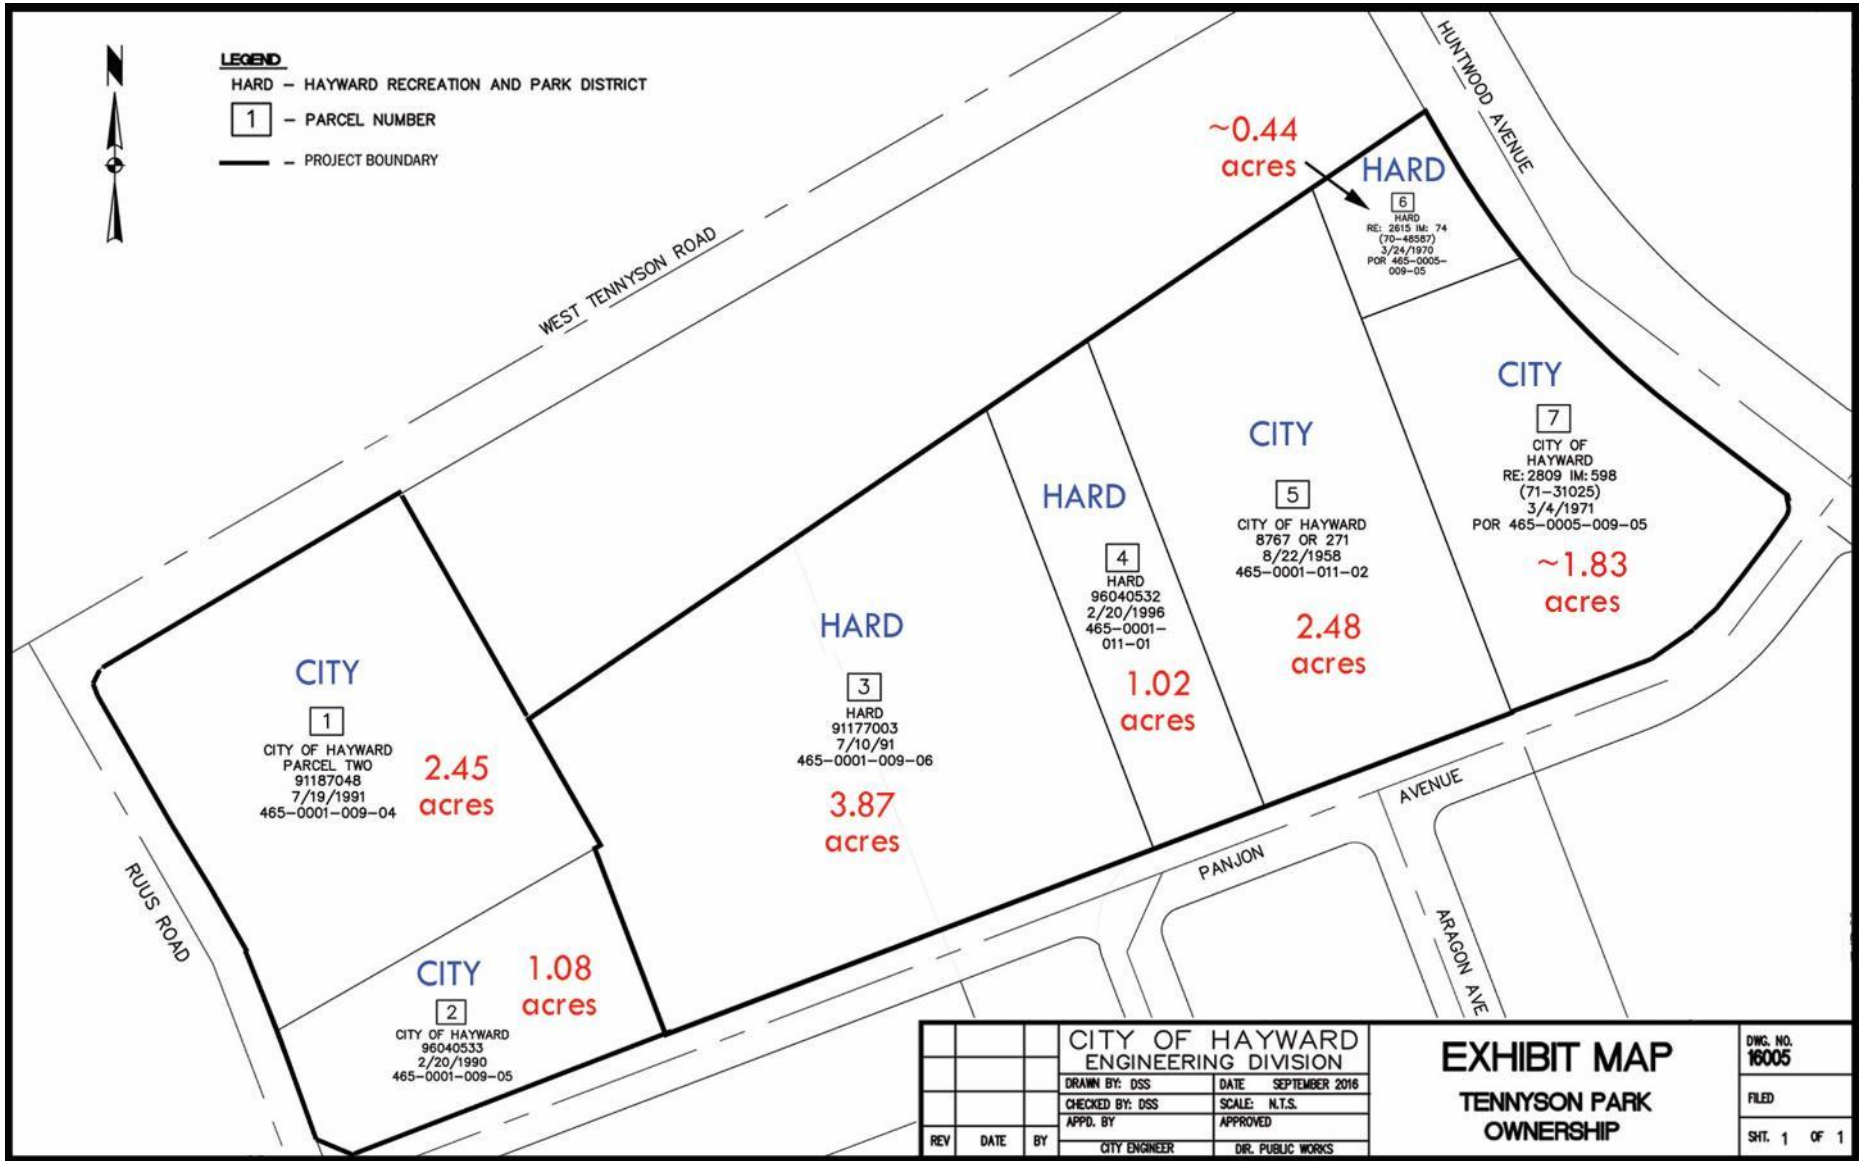 LEGEND
HARD – HAYWARD RECREATION AND PARK DISTRICT
1 – PARCEL NUMBER
– PROJECT BOUNDARY
N
WEST TENNYSON ROAD
HUNTWOOD AVENUE
~0.44
acres
HARD
6
HARD
RE: 2615 IM: 74
(70-48587)
3/24/1970
POR 465-0005-
009-05
CITY
7
CITY OF
HAYWARD
RE: 2809 IM: 598
(71-31025)
3/4/1971
POR 465-0005-009-05
~1.83
acres
CITY
5
CITY OF HAYWARD
8767 OR 271
8/22/1958
465-0001-011-02
2.48
acres
HARD
4
HARD
96040532
2/20/1996
465-0001-
011-01
1.02
acres
HARD
3
HARD
91177003
7/10/91
465-0001-009-06
3.87
acres
CITY
1
CITY OF HAYWARD
PARCEL TWO
91187048
7/19/1991
465-0001-009-04
2.45
acres
CITY
2
CITY OF HAYWARD
96040533
2/20/1990
465-0001-009-05
1.08
acres
RUUS ROAD
PANJON AVENUE
ARAGON AVE
REV DATE BY
CITY OF HAYWARD
ENGINEERING DIVISION
DRAWN BY: DSS DATE SEPTEMBER 2016
CHECKED BY: DSS SCALE: N.T.S.
APPD. BY APPROVED
CITY ENGINEER DIR. PUBLIC WORKS
EXHIBIT MAP
TENNYSON PARK
OWNERSHIP
DWG. NO.
16005
FILED
SHT. 1 OF 1